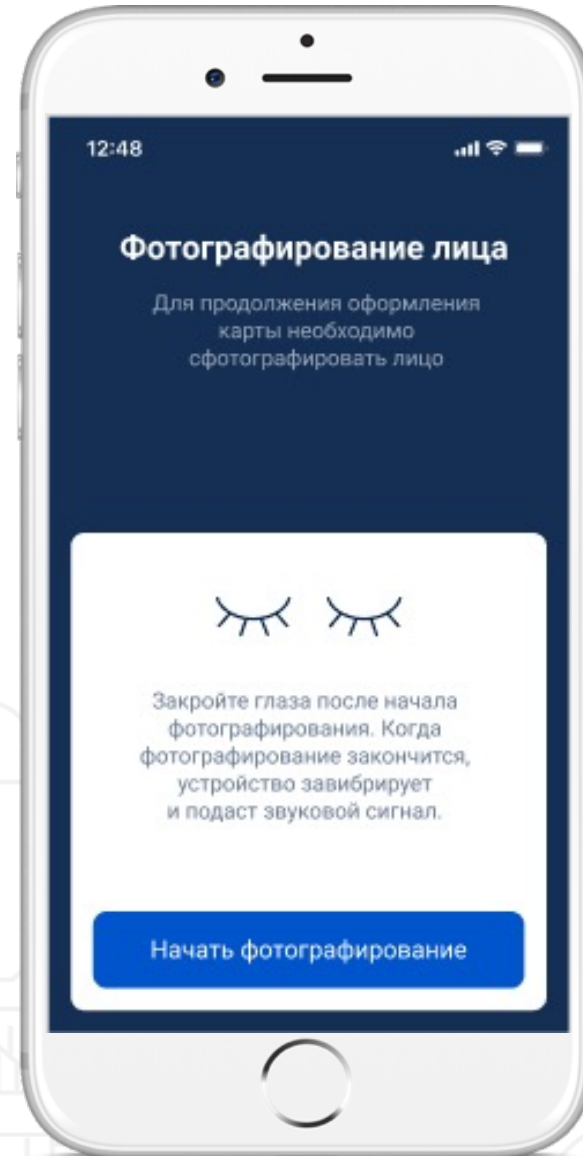 12:48
Фотографирование лица
Для продолжения оформления
карты необходимо
сфотографировать лицо
Закройте глаза после начала
фотографирования. Когда
фотографирование закончится,
устройство завибрирует
и подаст звуковой сигнал.
Начать фотографирование